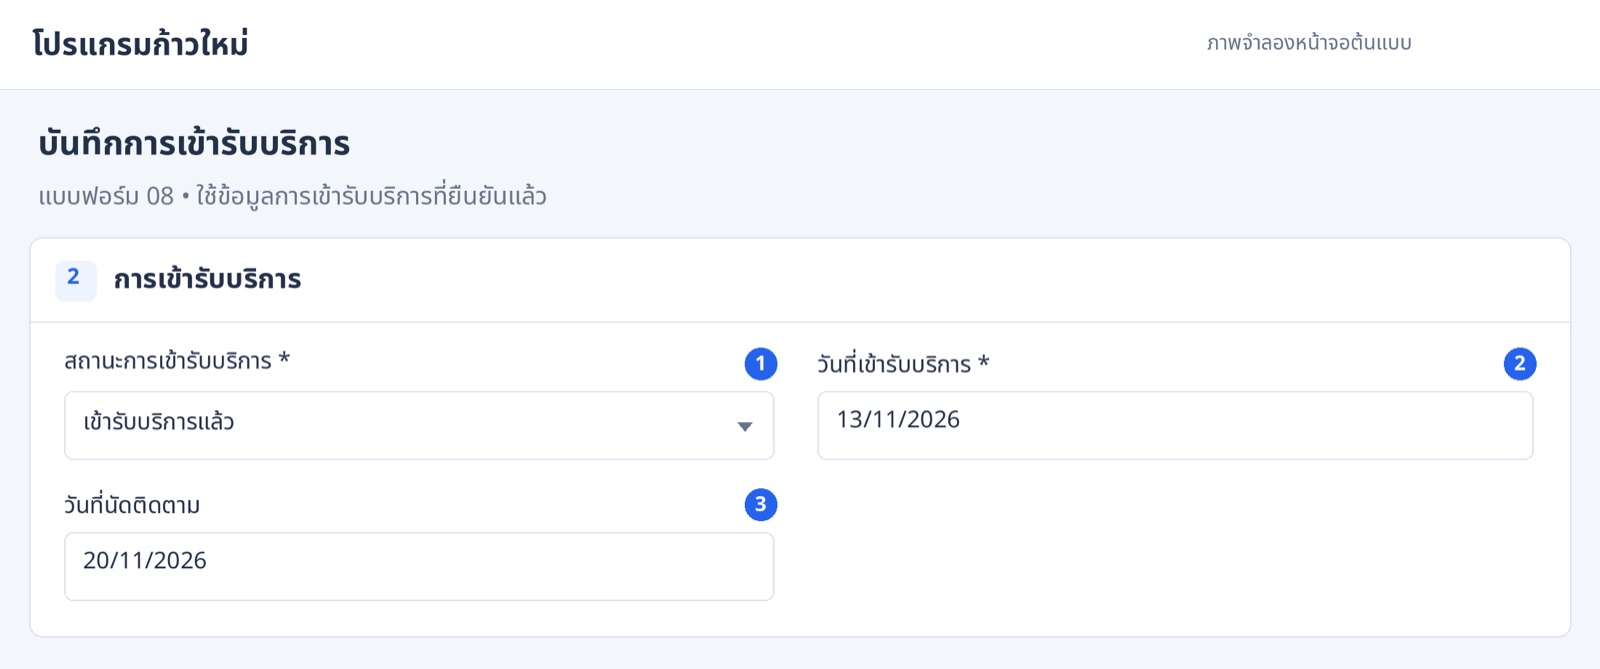 โปรแกรมก้าวใหม่
ภาพจำลองหน้าจอต้นแบบ
บันทึกการเข้ารับบริการ
แบบฟอร์ม 08 • ใช้ข้อมูลการเข้ารับบริการที่ยืนยันแล้ว
2 การเข้ารับบริการ
สถานะการเข้ารับบริการ * 1
เข้ารับบริการแล้ว
วันที่เข้ารับบริการ * 2
13/11/2026
วันที่นัดติดตาม 3
20/11/2026